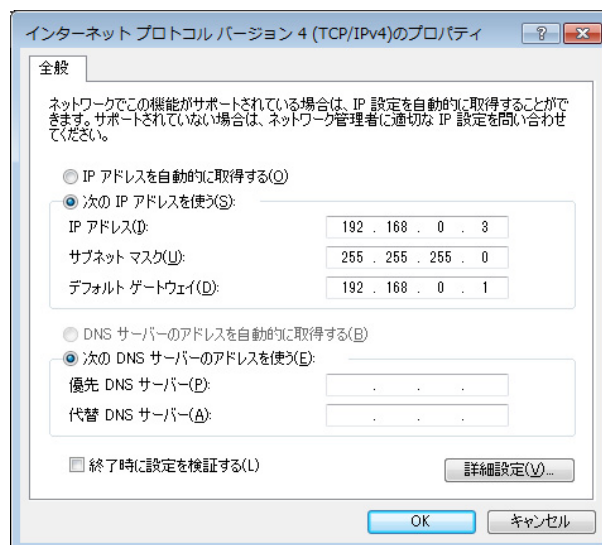 インターネット プロトコル バージョン 4 (TCP/IPv4)のプロパティ
全般
ネットワークでこの機能がサポートされている場合は、IP 設定を自動的に取得することがで
きます。サポートされていない場合は、ネットワーク管理者に適切な IP 設定を問い合わせ
てください。
IP アドレスを自動的に取得する(O)
次の IP アドレスを使う(S):
IP アドレス(I): 192 . 168 . 0 . 3
サブネット マスク(U): 255 . 255 . 255 . 0
デフォルト ゲートウェイ(D): 192 . 168 . 0 . 1
DNS サーバーのアドレスを自動的に取得する(B)
次の DNS サーバーのアドレスを使う(E):
優先 DNS サーバー(P): . . .
代替 DNS サーバー(A): . . .
終了時に設定を検証する(L)
詳細設定(V)...
OK キャンセル